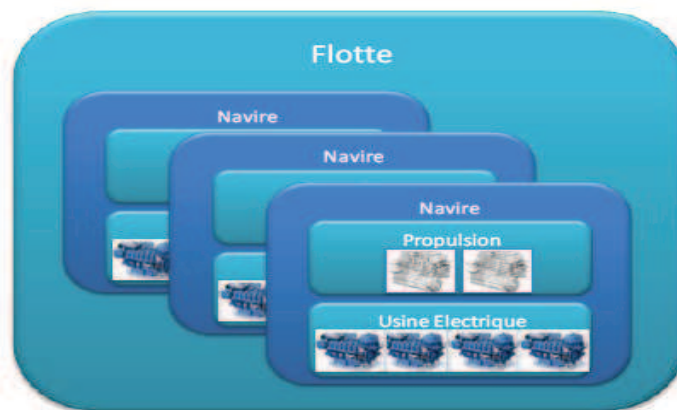 Flotte
Navire
Navire
Navire
Propulsion
Usine Electrique